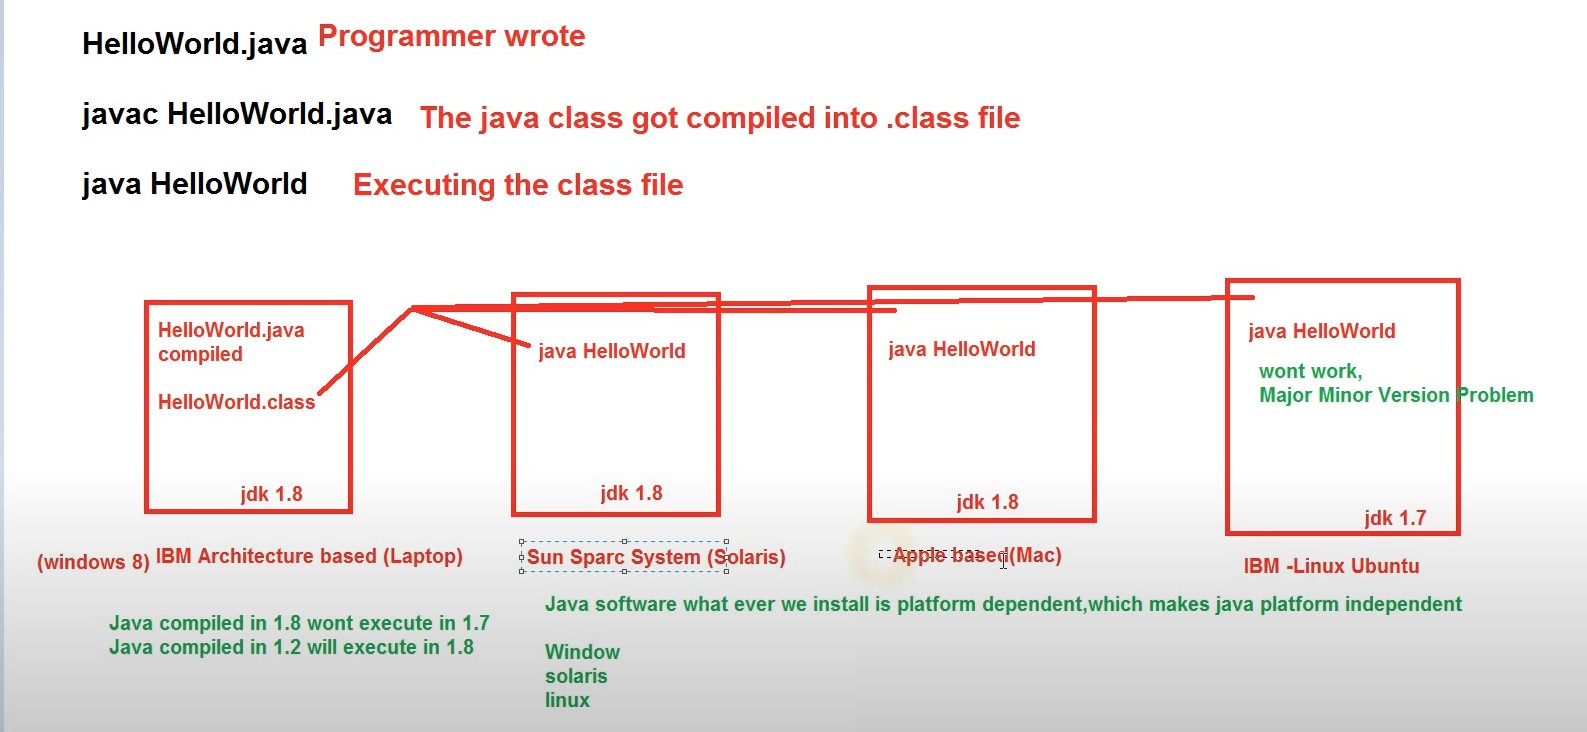 HelloWorld.java Programmer wrote
javac HelloWorld.java The java class got compiled into .class file
java HelloWorld Executing the class file
HelloWorld.java
compiled
HelloWorld.class
jdk 1.8
(windows 8) IBM Architecture based (Laptop)
java HelloWorld
jdk 1.8
Sun Sparc System (Solaris)
java HelloWorld
jdk 1.8
Apple based(Mac)
java HelloWorld
wont work,
Major Minor Version Problem
jdk 1.7
IBM -Linux Ubuntu
Java compiled in 1.8 wont execute in 1.7
Java compiled in 1.2 will execute in 1.8
Java software what ever we install is platform dependent,which makes java platform independent
Window
solaris
linux